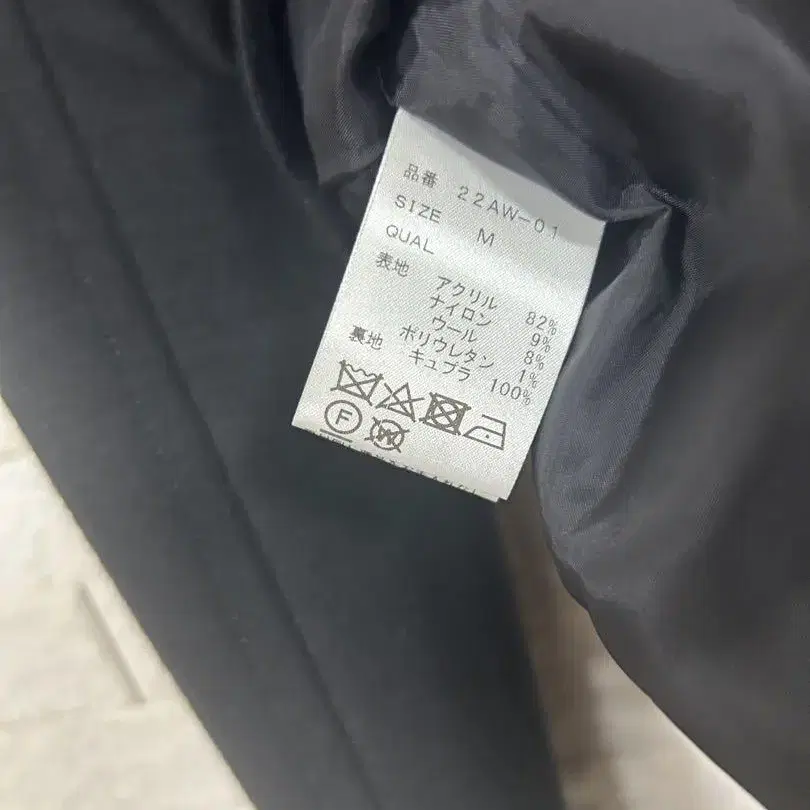 品番 22AW-01
SIZE M
QUAL
表地 アクリル 82%
ナイロン 9%
ウール 8%
ポリウレタン 1%
裏地 キュプラ 100%
F
W